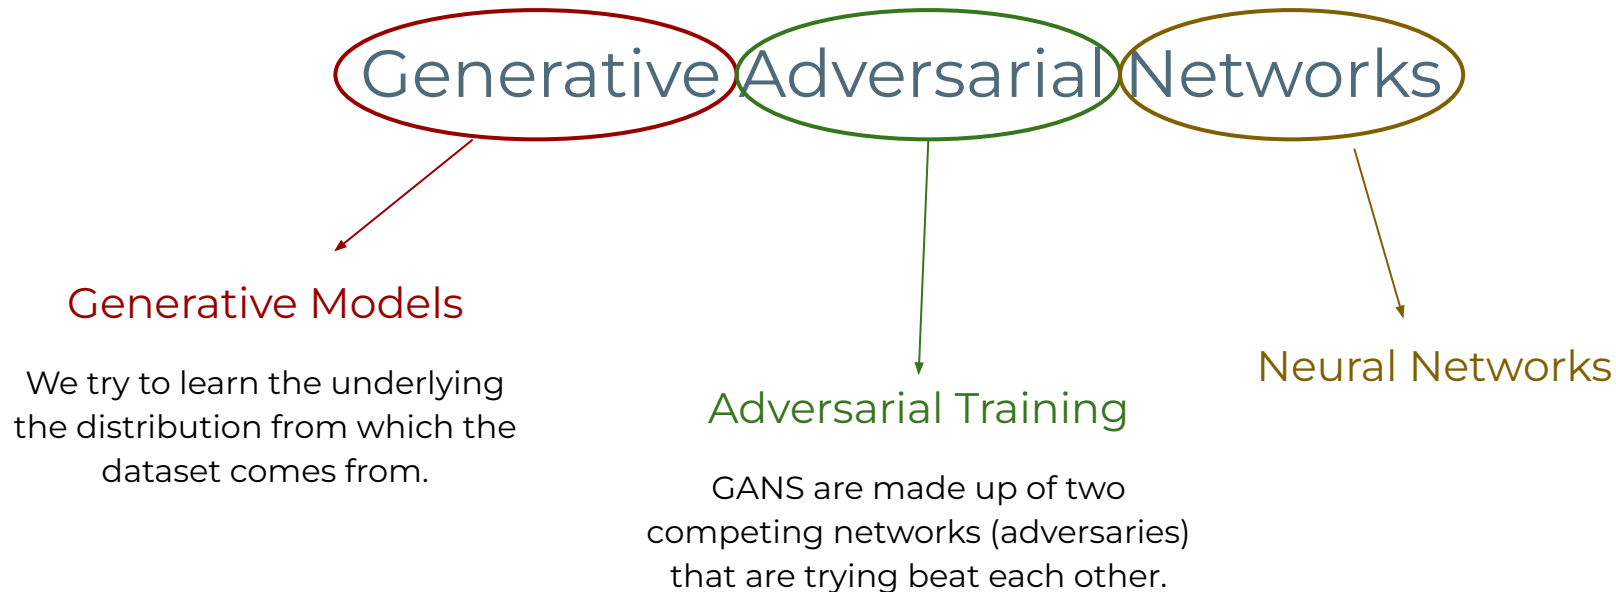 Generative Adversarial Networks
Generative Models
We try to learn the underlying
the distribution from which the
dataset comes from.
Adversarial Training
GANS are made up of two
competing networks (adversaries)
that are trying beat each other.
Neural Networks